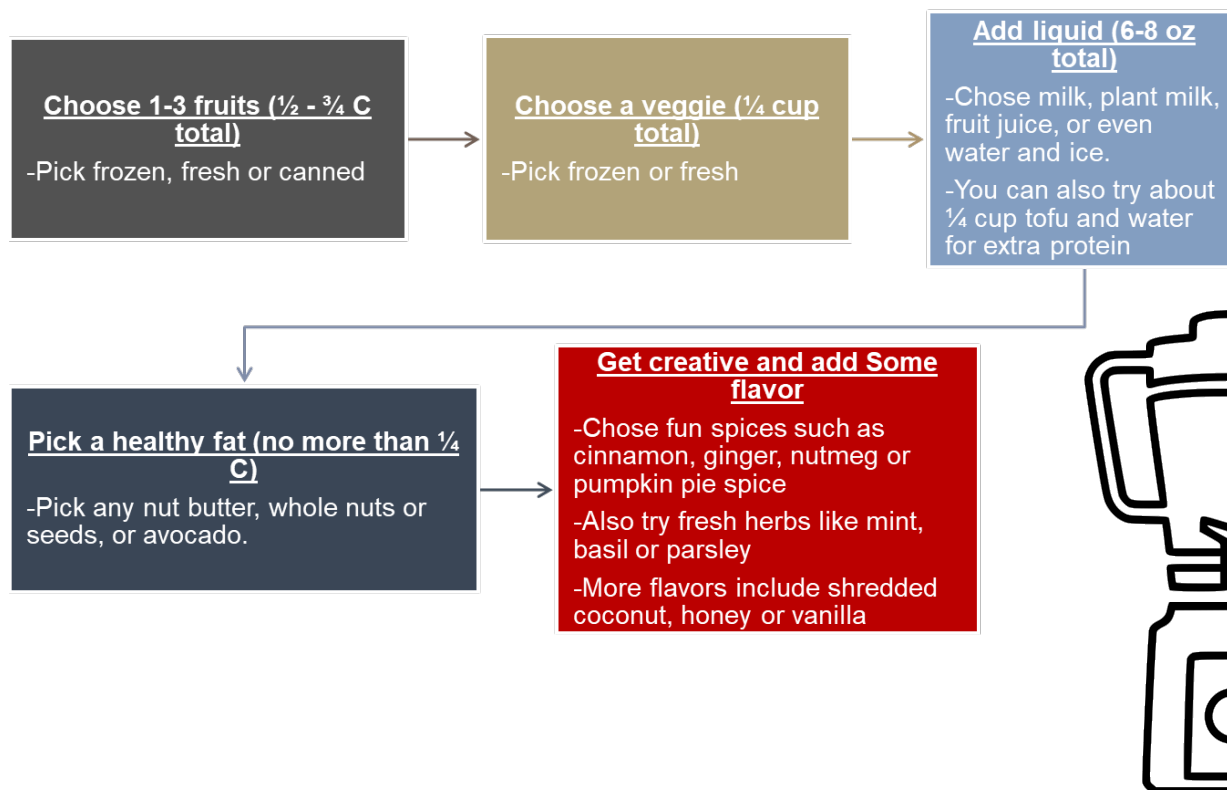 Choose 1-3 fruits (½ - ¾ C
total)
-Pick frozen, fresh or canned
Choose a veggie (¼ cup
total)
-Pick frozen or fresh
Add liquid (6-8 oz
total)
-Chose milk, plant milk,
fruit juice, or even
water and ice.
-You can also try about
¼ cup tofu and water
for extra protein
Pick a healthy fat (no more than ¼
C)
-Pick any nut butter, whole nuts or
seeds, or avocado.
Get creative and add Some
flavor
-Chose fun spices such as
cinnamon, ginger, nutmeg or
pumpkin pie spice
-Also try fresh herbs like mint,
basil or parsley
-More flavors include shredded
coconut, honey or vanilla